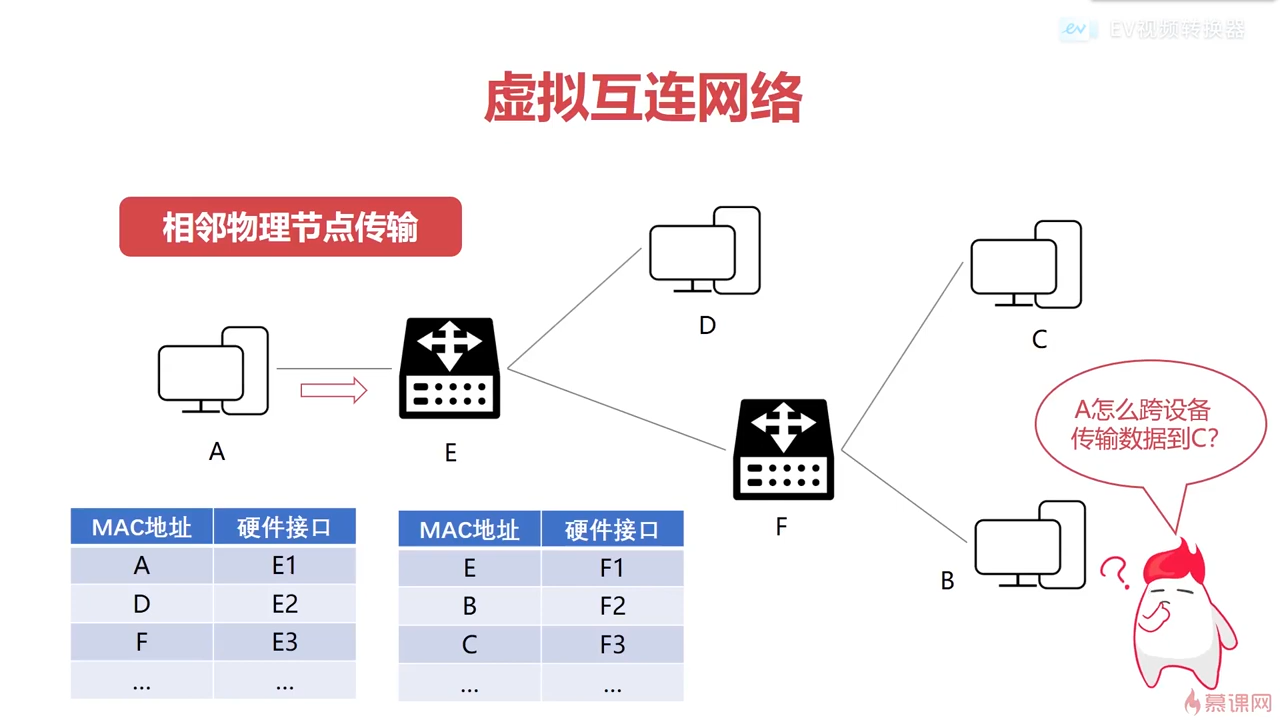 EV视频转换器
虚拟互连网络
相邻物理节点传输
D
C
A
E
F
B
A怎么跨设备
传输数据到C?
?
MAC地址 硬件接口
A E1
D E2
F E3
... ...
MAC地址 硬件接口
E F1
B F2
C F3
... ...
慕课网